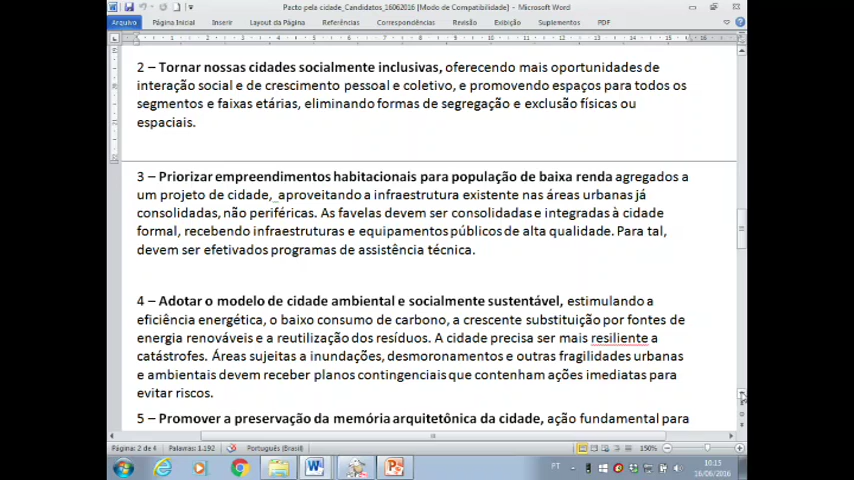 Pacto pela cidade_Candidatos_16062016 [Modo de Compatibilidade] - Microsoft Word
Arquivo Página Inicial Inserir Layout da Página Referências Correspondências Revisão Exibição Suplementos PDF
2 – Tornar nossas cidades socialmente inclusivas, oferecendo mais oportunidades de
interação social e de crescimento pessoal e coletivo, e promovendo espaços para todos os
segmentos e faixas etárias, eliminando formas de segregação e exclusão físicas ou
espaciais.
3 – Priorizar empreendimentos habitacionais para população de baixa renda agregados a
um projeto de cidade, aproveitando a infraestrutura existente nas áreas urbanas já
consolidadas, não periféricas. As favelas devem ser consolidadas e integradas à cidade
formal, recebendo infraestruturas e equipamentos públicos de alta qualidade. Para tal,
devem ser efetivados programas de assistência técnica.
4 – Adotar o modelo de cidade ambiental e socialmente sustentável, estimulando a
eficiência energética, o baixo consumo de carbono, a crescente substituição por fontes de
energia renováveis e a reutilização dos resíduos. A cidade precisa ser mais resiliente a
catástrofes. Áreas sujeitas a inundações, desmoronamentos e outras fragilidades urbanas
e ambientais devem receber planos contingenciais que contenham ações imediatas para
evitar riscos.
5 – Promover a preservação da memória arquitetônica da cidade, ação fundamental para
Página: 2 de 4 Palavras: 1.192 Português (Brasil) 150%
PT 10:15
16/06/2016